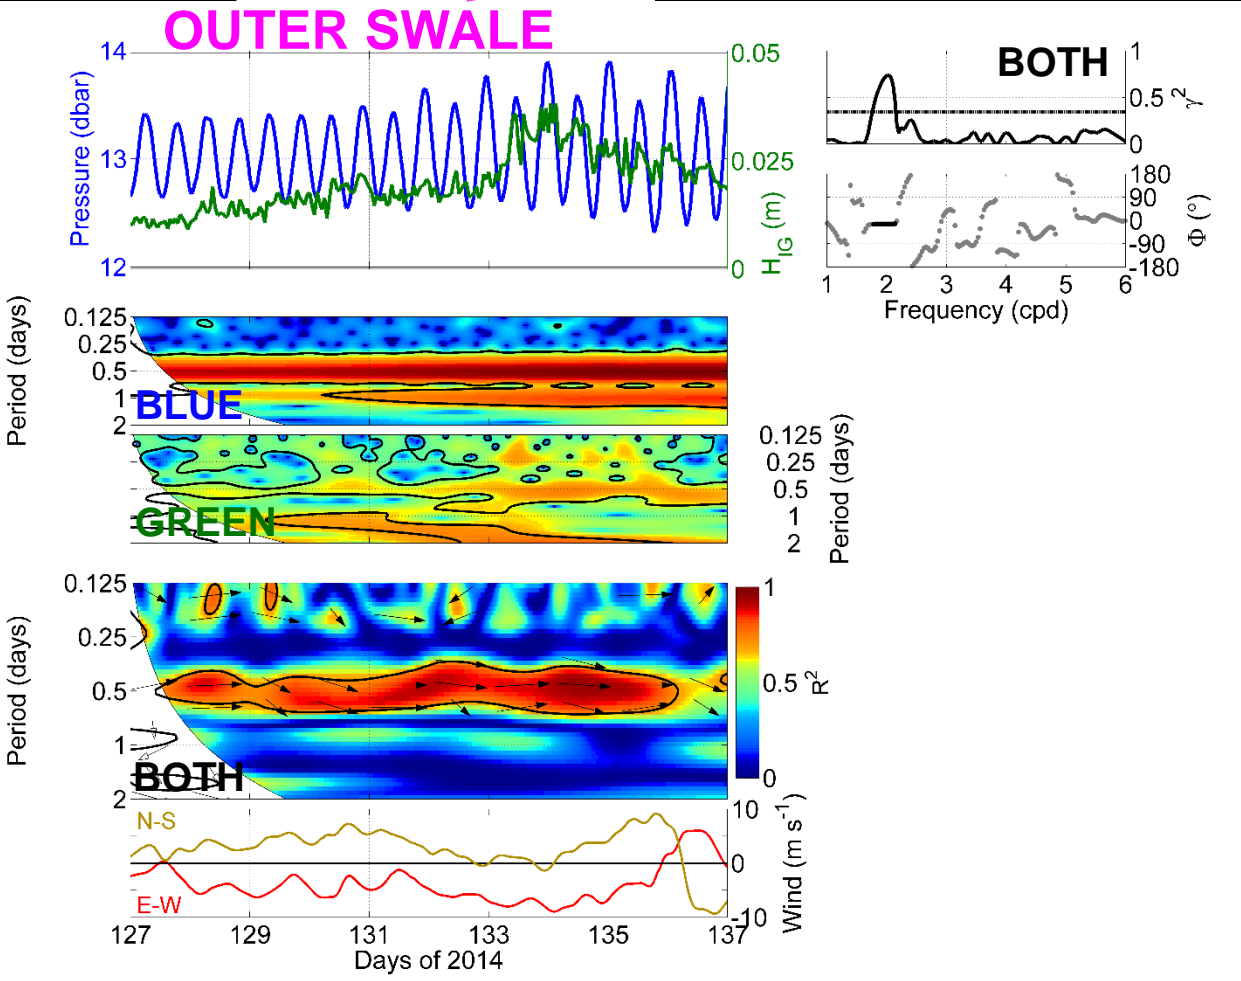 OUTER SWALE
14
13
12
Pressure (dbar)
0.05
0.025
0
H_IG (m)
BOTH
1
0.5
0
γ²
180
90
0
-90
-180
Φ (°)
1 2 3 4 5 6
Frequency (cpd)
Period (days)
0.125
0.25
0.5
1
2
BLUE
GREEN
0.125
0.25
0.5
1
2
Period (days)
Period (days)
0.125
0.25
0.5
1
2
BOTH
1
0.5
0
R²
N-S
E-W
10
0
-10
Wind (m s⁻¹)
127 129 131 133 135 137
Days of 2014